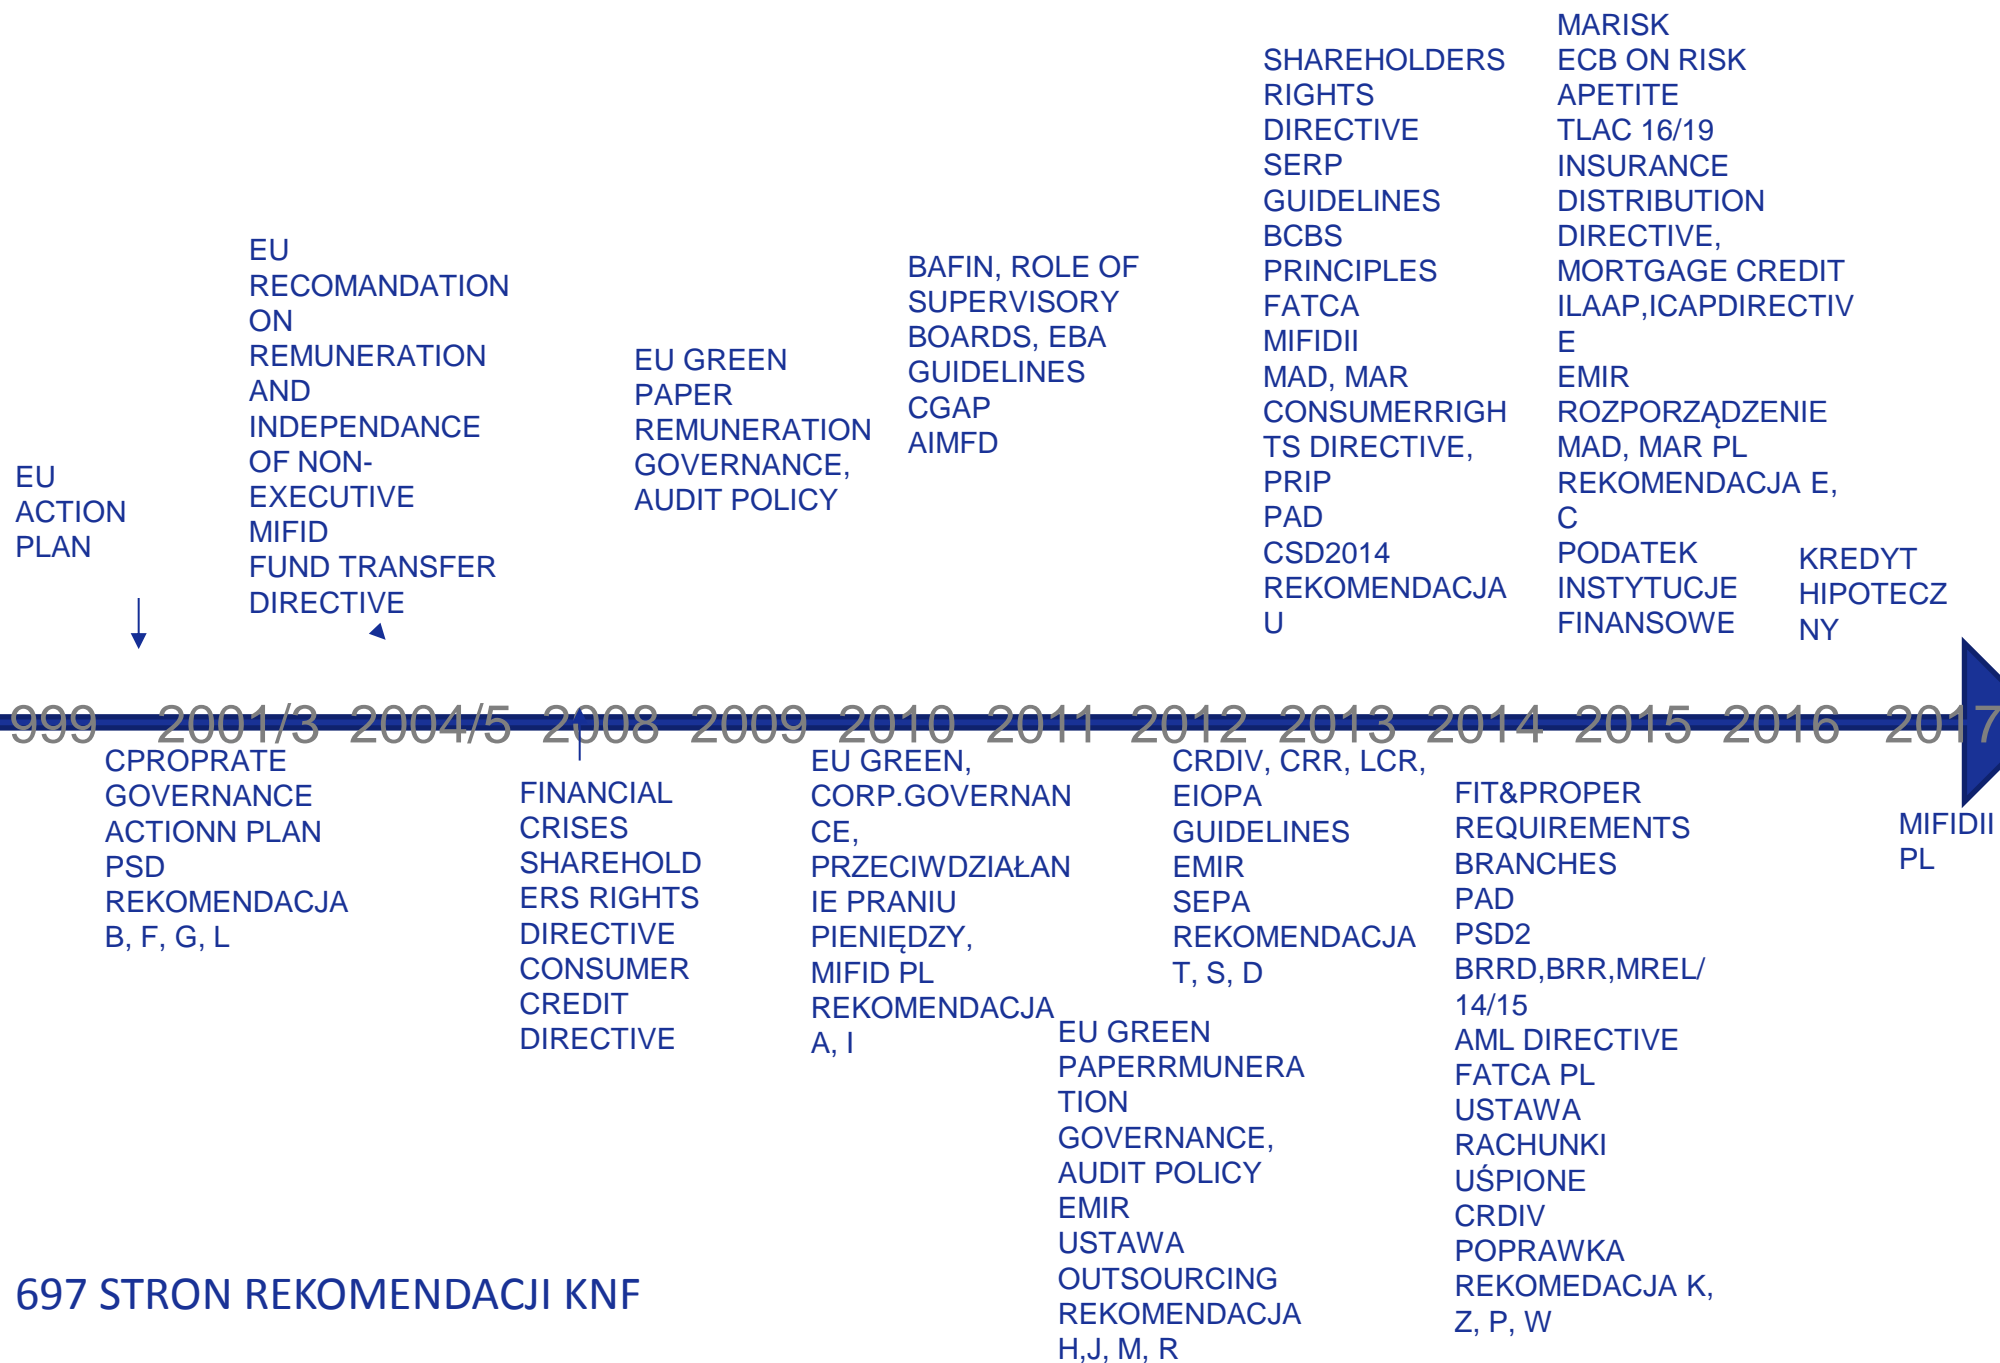 EU
ACTION
PLAN
EU
RECOMANDATION
ON
REMUNERATION
AND
INDEPENDANCE
OF NON-
EXECUTIVE
MIFID
FUND TRANSFER
DIRECTIVE
EU GREEN
PAPER
REMUNERATION
GOVERNANCE,
AUDIT POLICY
BAFIN, ROLE OF
SUPERVISORY
BOARDS, EBA
GUIDELINES
CGAP
AIMFD
SHAREHOLDERS
RIGHTS
DIRECTIVE
SERP
GUIDELINES
BCBS
PRINCIPLES
FATCA
MIFIDII
MAD, MAR
CONSUMERRIGH
TS DIRECTIVE,
PRIP
PAD
CSD2014
REKOMENDACJA
U
MARISK
ECB ON RISK
APETITE
TLAC 16/19
INSURANCE
DISTRIBUTION
DIRECTIVE,
MORTGAGE CREDIT
ILAAP,ICAPDIRECTIV
E
EMIR
ROZPORZĄDZENIE
MAD, MAR PL
REKOMENDACJA E,
C
PODATEK
INSTYTUCJE
FINANSOWE
KREDYT
HIPOTECZ
NY
999 2001/3 2004/5 2008 2009 2010 2011 2012 2013 2014 2015 2016 2017
CPROPRATE
GOVERNANCE
ACTIONN PLAN
PSD
REKOMENDACJA
B, F, G, L
FINANCIAL
CRISES
SHAREHOLD
ERS RIGHTS
DIRECTIVE
CONSUMER
CREDIT
DIRECTIVE
EU GREEN,
CORP.GOVERNAN
CE,
PRZECIWDZIAŁAN
IE PRANIU
PIENIĘDZY,
MIFID PL
REKOMENDACJA
A, I
EU GREEN
PAPERRMUNERA
TION
GOVERNANCE,
AUDIT POLICY
EMIR
USTAWA
OUTSOURCING
REKOMENDACJA
H,J, M, R
CRDIV, CRR, LCR,
EIOPA
GUIDELINES
EMIR
SEPA
REKOMENDACJA
T, S, D
FIT&PROPER
REQUIREMENTS
BRANCHES
PAD
PSD2
BRRD,BRR,MREL/
14/15
AML DIRECTIVE
FATCA PL
USTAWA
RACHUNKI
UŚPIONE
CRDIV
POPRAWKA
REKOMEDACJA K,
Z, P, W
MIFIDII
PL
697 STRON REKOMENDACJI KNF